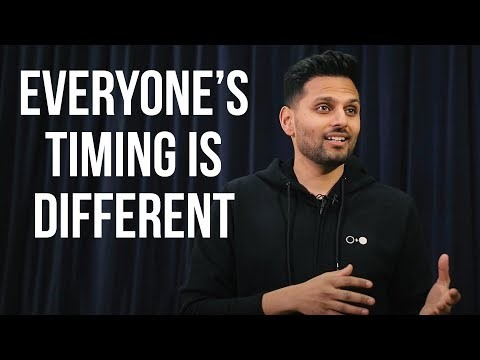 EVERYONE'S
TIMING IS
DIFFERENT